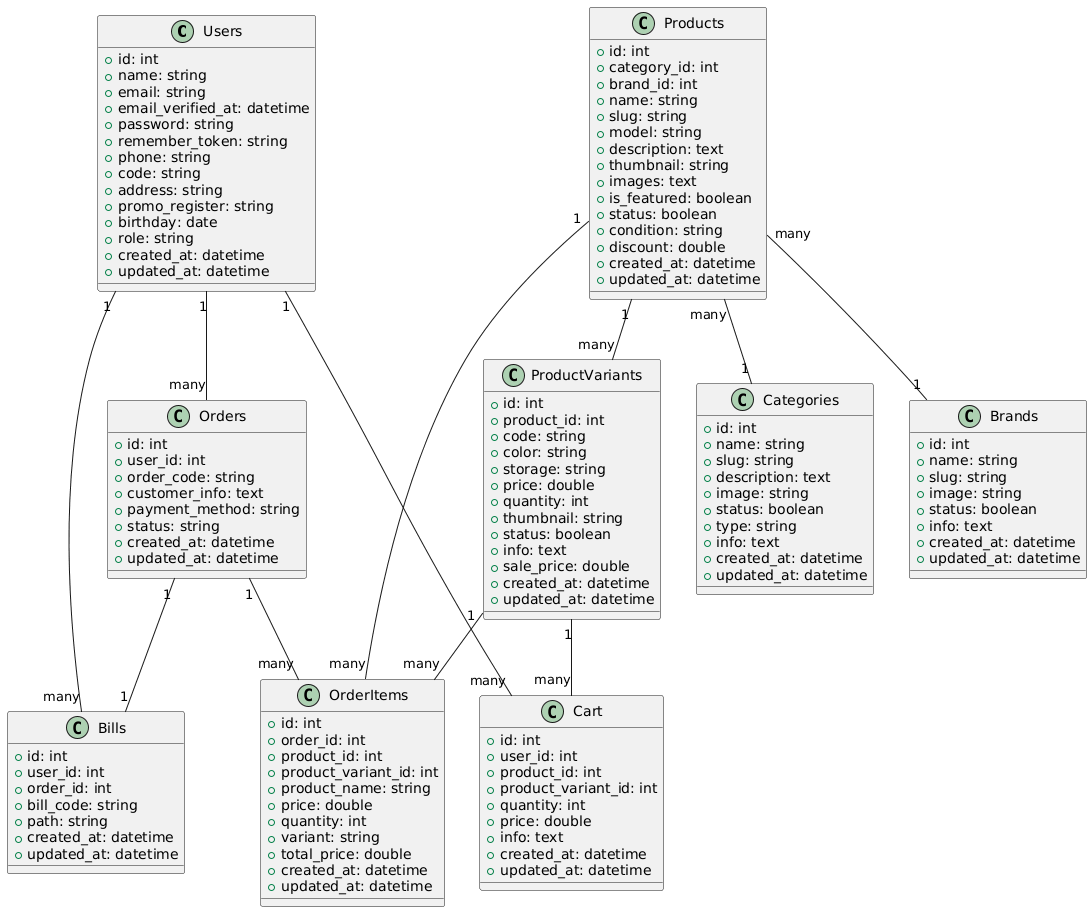 Users
id: int
name: string
email: string
email_verified_at: datetime
password: string
remember_token: string
phone: string
code: string
address: string
promo_register: string
birthday: date
role: string
created_at: datetime
updated_at: datetime
Products
id: int
category_id: int
brand_id: int
name: string
slug: string
model: string
description: text
thumbnail: string
images: text
is_featured: boolean
status: boolean
condition: string
discount: double
created_at: datetime
updated_at: datetime
1
many
1
1
1
1
many
many
many
1
1
Orders
id: int
user_id: int
order_code: string
customer_info: text
payment_method: string
status: string
created_at: datetime
updated_at: datetime
ProductVariants
id: int
product_id: int
code: string
color: string
storage: string
price: double
quantity: int
thumbnail: string
status: boolean
info: text
sale_price: double
created_at: datetime
updated_at: datetime
Categories
id: int
name: string
slug: string
description: text
image: string
status: boolean
type: string
info: text
created_at: datetime
updated_at: datetime
Brands
id: int
name: string
slug: string
image: string
status: boolean
info: text
created_at: datetime
updated_at: datetime
1
1
1
1
many
1
many
many
many
many
many
Bills
id: int
user_id: int
order_id: int
bill_code: string
path: string
created_at: datetime
updated_at: datetime
OrderItems
id: int
order_id: int
product_id: int
product_variant_id: int
product_name: string
price: double
quantity: int
variant: string
total_price: double
created_at: datetime
updated_at: datetime
Cart
id: int
user_id: int
product_id: int
product_variant_id: int
quantity: int
price: double
info: text
created_at: datetime
updated_at: datetime